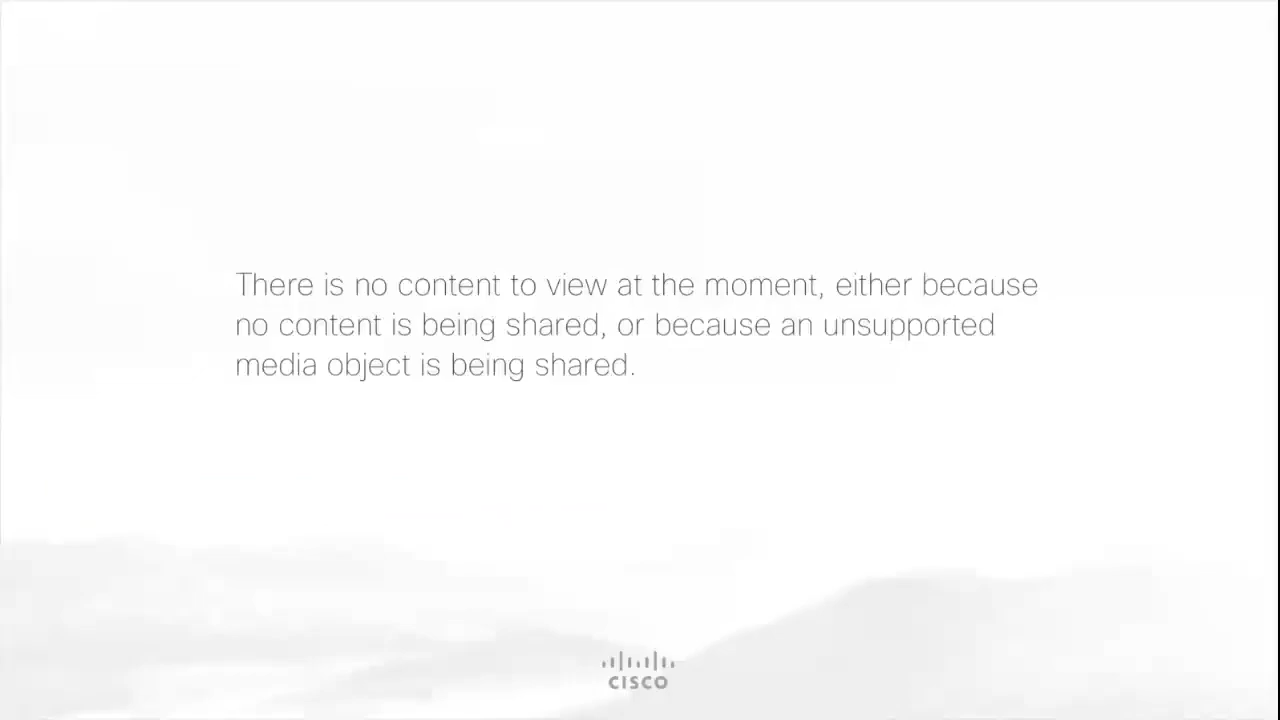 There is no content to view at the moment, either because
no content is being shared, or because an unsupported
media object is being shared.
CISCO